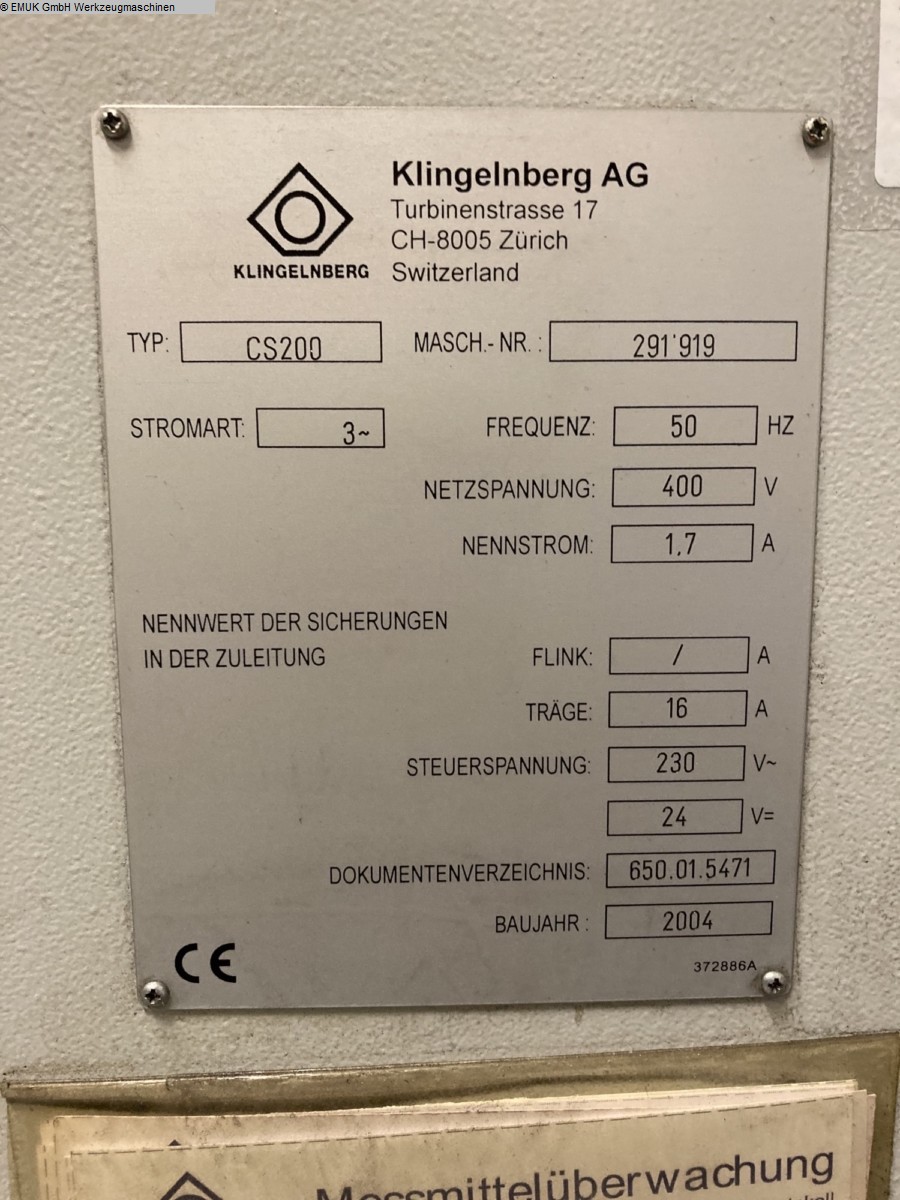 © EMUK GmbH Werkzeugmaschinen
Klingelnberg AG
Turbinenstrasse 17
CH-8005 Zürich
Switzerland
KLINGELNBERG
TYP: CS200 MASCH.- NR. : 291'919
STROMART: 3~ FREQUENZ: 50 HZ
NETZSPANNUNG: 400 V
NENNSTROM: 1.7 A
NENNWERT DER SICHERUNGEN
IN DER ZULEITUNG FLINK: / A
TRÄGE: 16 A
STEUERSPANNUNG: 230 V~
24 V=
DOKUMENTENVERZEICHNIS: 650.01.5471
BAUJAHR : 2004
CE 372886A
Messmittelüberwachung